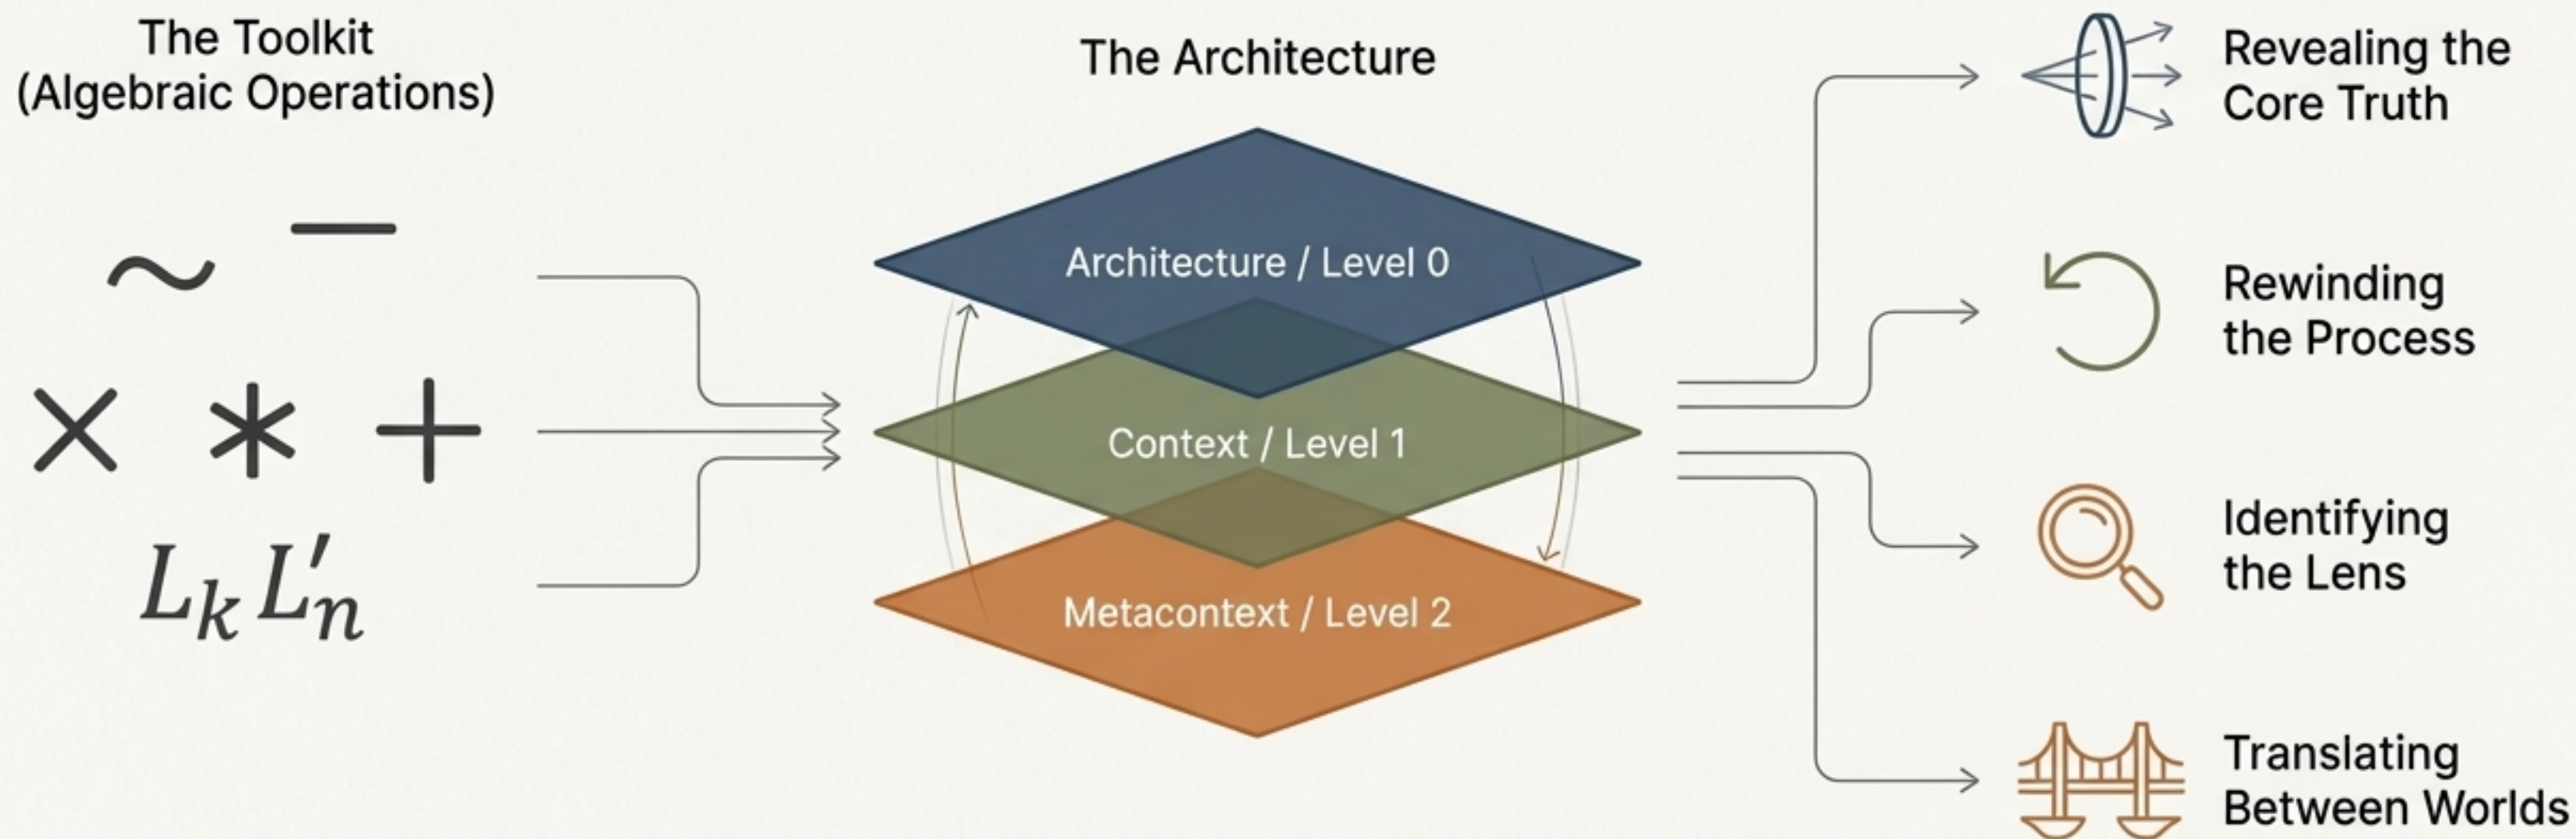 The Toolkit
(Algebraic Operations)
~ −
× * +
L_k L'_n
The Architecture
Architecture / Level 0
Context / Level 1
Metacontext / Level 2
Revealing the
Core Truth
Rewinding
the Process
Identifying
the Lens
Translating
Between Worlds